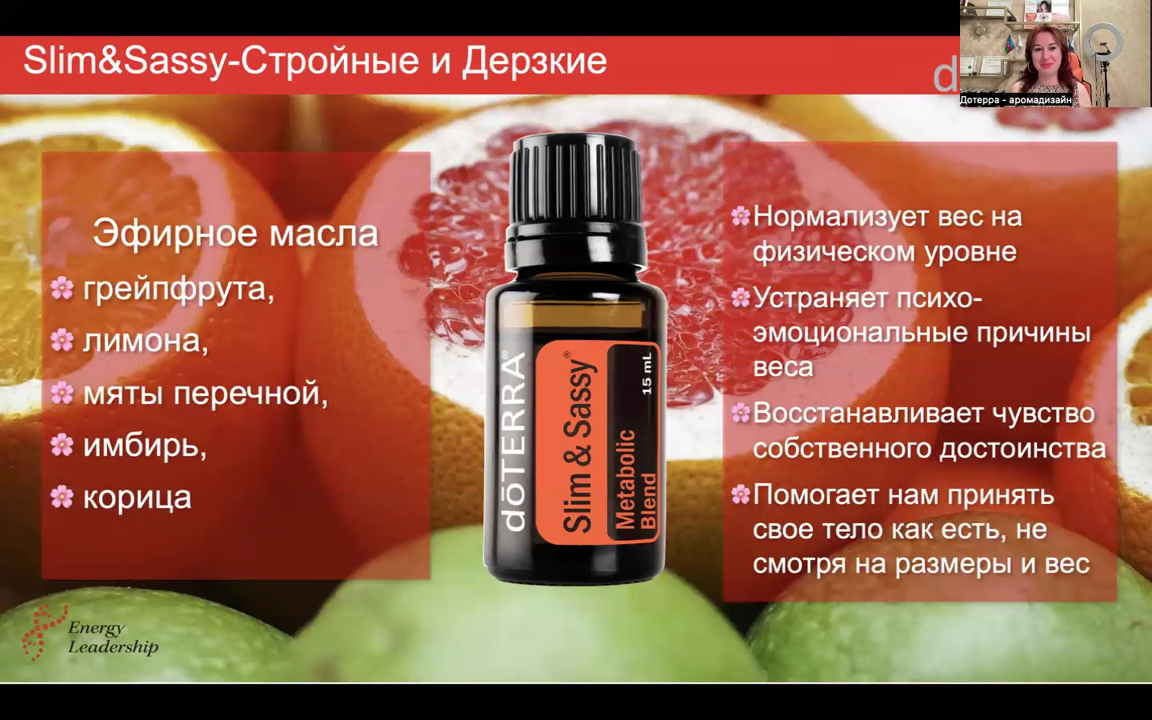 Slim&Sassy-Стройные и Дерзкие
d
Дотерра - аромадизайн
Эфирное масла
грейпфрута,
лимона,
мяты перечной,
имбирь,
корица
dōTERRA®
Slim & Sassy®
Metabolic
Blend
15 mL
Нормализует вес на
физическом уровне
Устраняет психо-
эмоциональные причины
веса
Восстанавливает чувство
собственного достоинства
Помогает нам принять
свое тело как есть, не
смотря на размеры и вес
Energy
Leadership